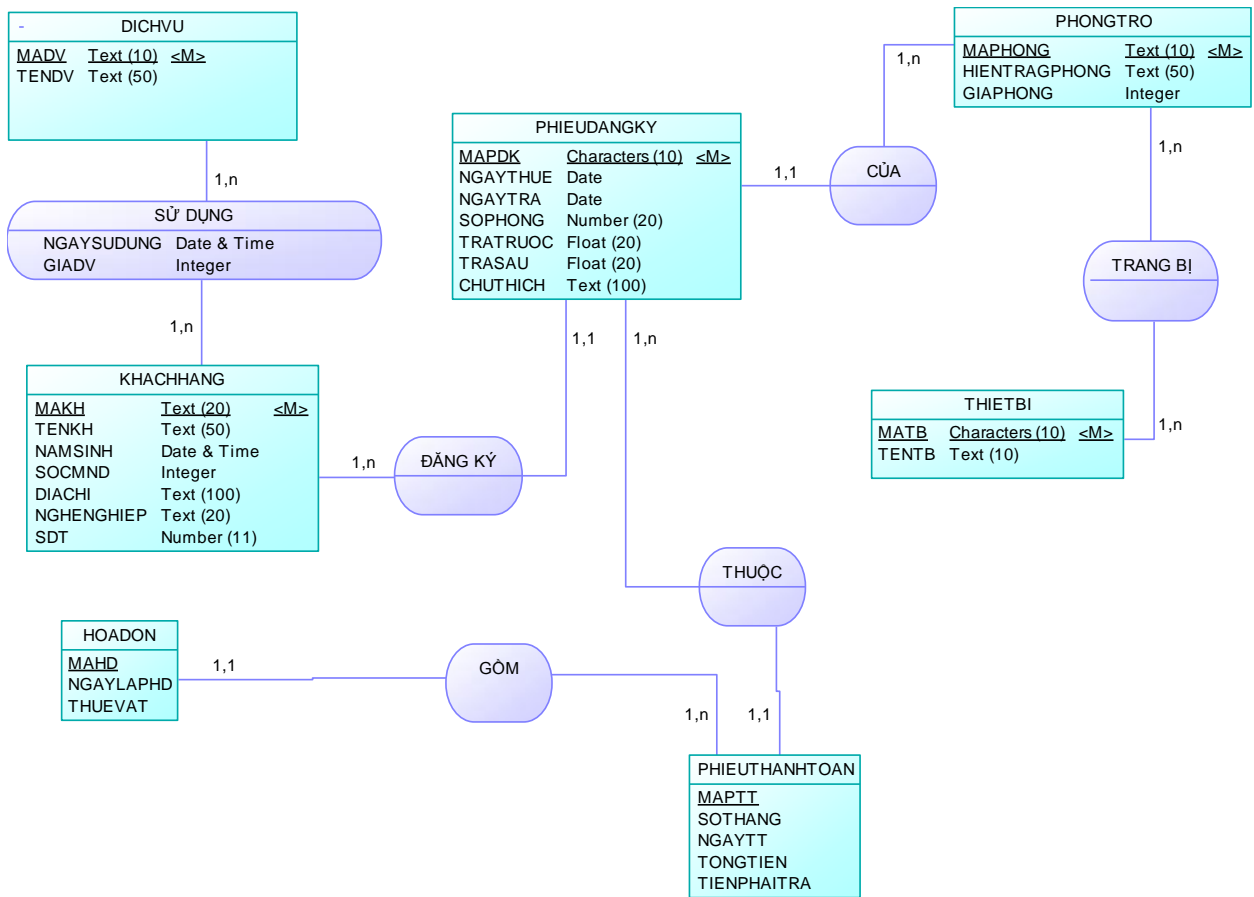 DICHVU
MADV Text (10) <M>
TENDV Text (50)
PHONGTRO
MAPHONG Text (10) <M>
HIENTRAGPHONG Text (50)
GIAPHONG Integer
1,n
PHIEUDANGKY
MAPDK Characters (10) <M>
NGAYTHUE Date
NGAYTRA Date
SOPHONG Number (20)
TRATRUOC Float (20)
TRASAU Float (20)
CHUTHICH Text (100)
1,1
CỦA
1,n
1,n
SỬ DỤNG
NGAYSUDUNG Date & Time
GIADV Integer
TRANG BỊ
1,n
1,1
1,n
KHACHHANG
MAKH Text (20) <M>
TENKH Text (50)
NAMSINH Date & Time
SOCMND Integer
DIACHI Text (100)
NGHENGHIEP Text (20)
SDT Number (11)
1,n
ĐĂNG KÝ
THIETBI
MATB Characters (10) <M>
TENTB Text (10)
1,n
THUỘC
HOADON
MAHD
NGAYLAPHD
THUEVAT
1,1
GỒM
1,n
1,1
PHIEUTHANHTOAN
MAPTT
SOTHANG
NGAYTT
TONGTIEN
TIENPHAITRA